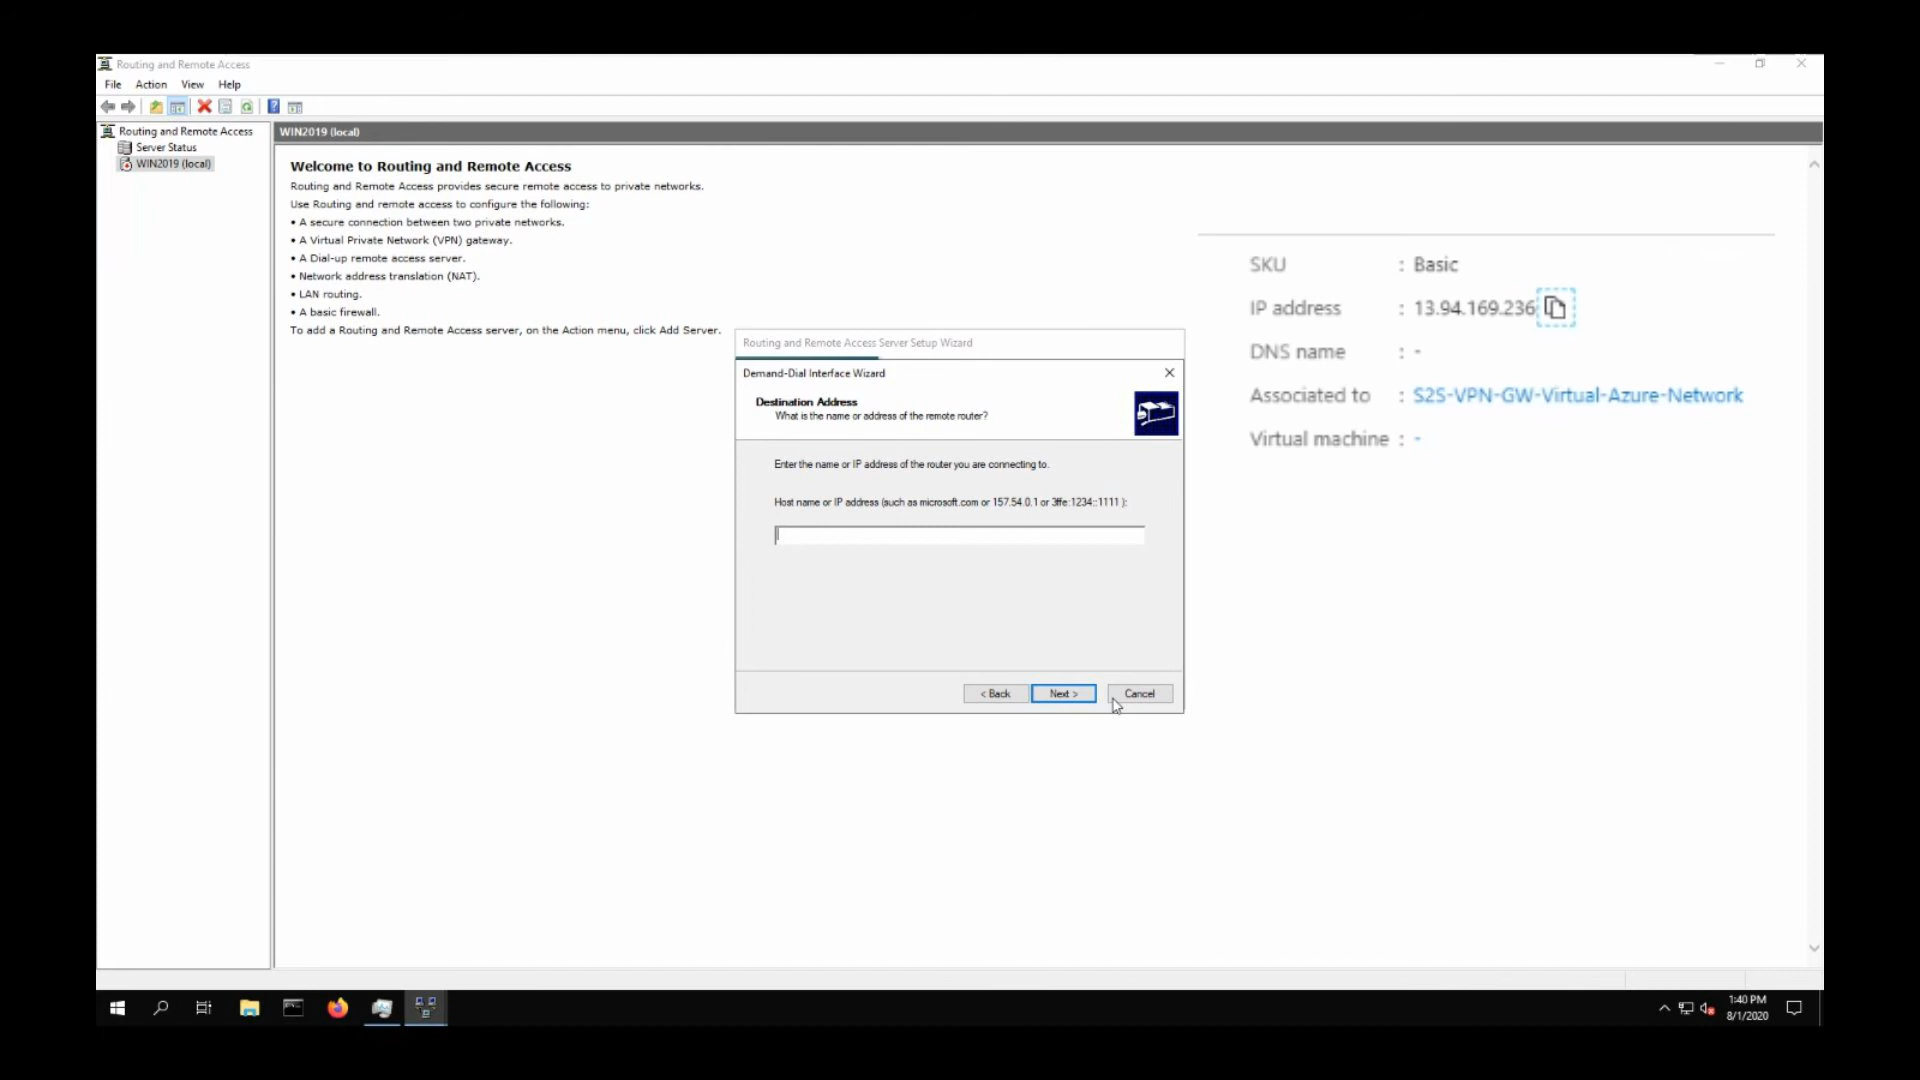 Routing and Remote Access
File Action View Help
Routing and Remote Access
Server Status
WIN2019 (local)
WIN2019 (local)
Welcome to Routing and Remote Access
Routing and Remote Access provides secure remote access to private networks.
Use Routing and remote access to configure the following:
• A secure connection between two private networks.
• A Virtual Private Network (VPN) gateway.
• A Dial-up remote access server.
• Network address translation (NAT).
• LAN routing.
• A basic firewall.
To add a Routing and Remote Access server, on the Action menu, click Add Server.
Routing and Remote Access Server Setup Wizard
Demand-Dial Interface Wizard
Destination Address
What is the name or address of the remote router?
Enter the name or IP address of the router you are connecting to.
Host name or IP address (such as microsoft.com or 157.54.0.1 or 3ffe:1234::1111 ):
< Back Next > Cancel
SKU : Basic
IP address : 13.94.169.236
DNS name : -
Associated to : S2S-VPN-GW-Virtual-Azure-Network
Virtual machine : -
1:40 PM
8/1/2020